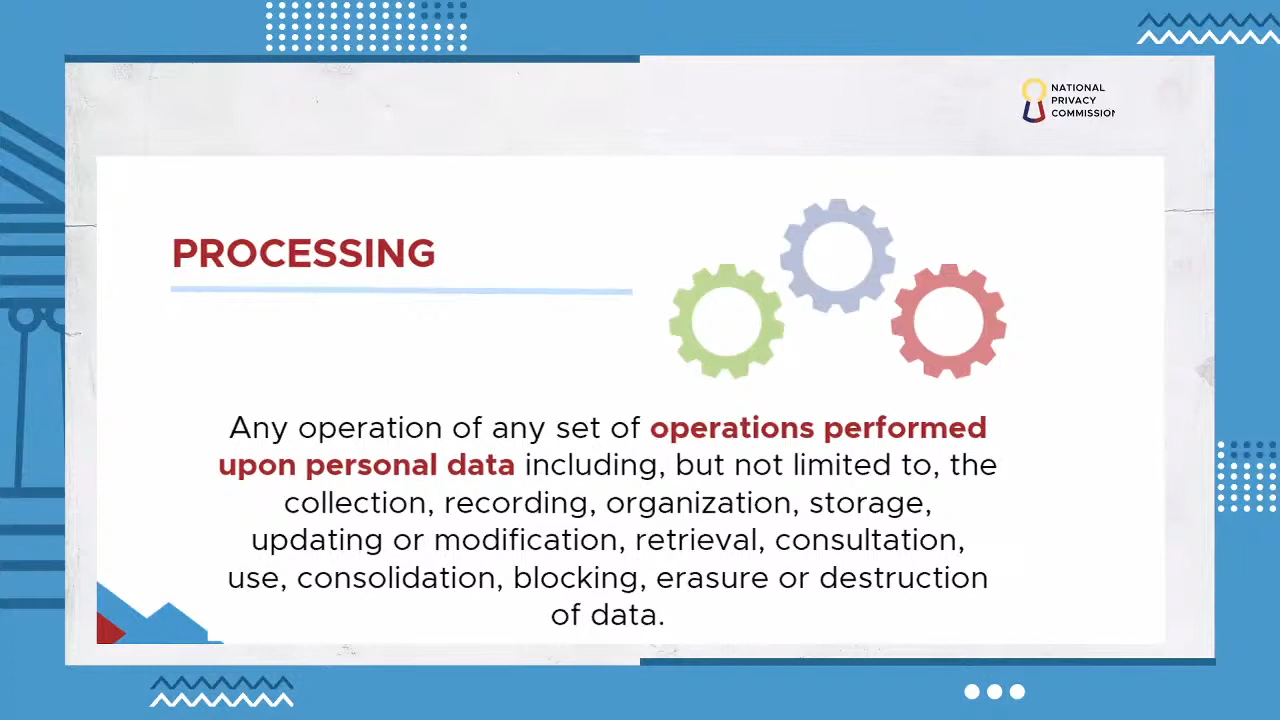 NATIONAL
PRIVACY
COMMISSION
PROCESSING
Any operation of any set of operations performed
upon personal data including, but not limited to, the
collection, recording, organization, storage,
updating or modification, retrieval, consultation,
use, consolidation, blocking, erasure or destruction
of data.